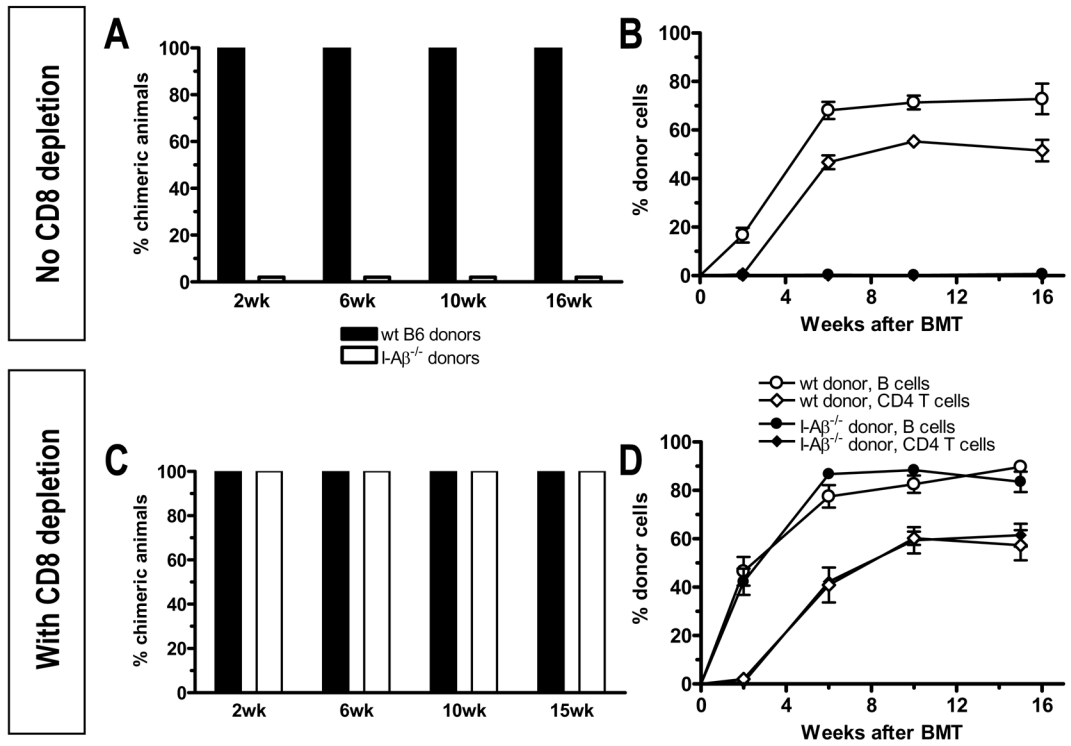 No CD8 depletion
A
% chimeric animals
100
80
60
40
20
0
2wk 6wk 10wk 16wk
wt B6 donors
I-Aβ-/- donors
B
% donor cells
100
80
60
40
20
0
0 4 8 12 16
Weeks after BMT
With CD8 depletion
C
% chimeric animals
100
80
60
40
20
0
2wk 6wk 10wk 15wk
wt donor, B cells
wt donor, CD4 T cells
I-Aβ-/- donor, B cells
I-Aβ-/- donor, CD4 T cells
D
% donor cells
100
80
60
40
20
0
0 4 8 12 16
Weeks after BMT